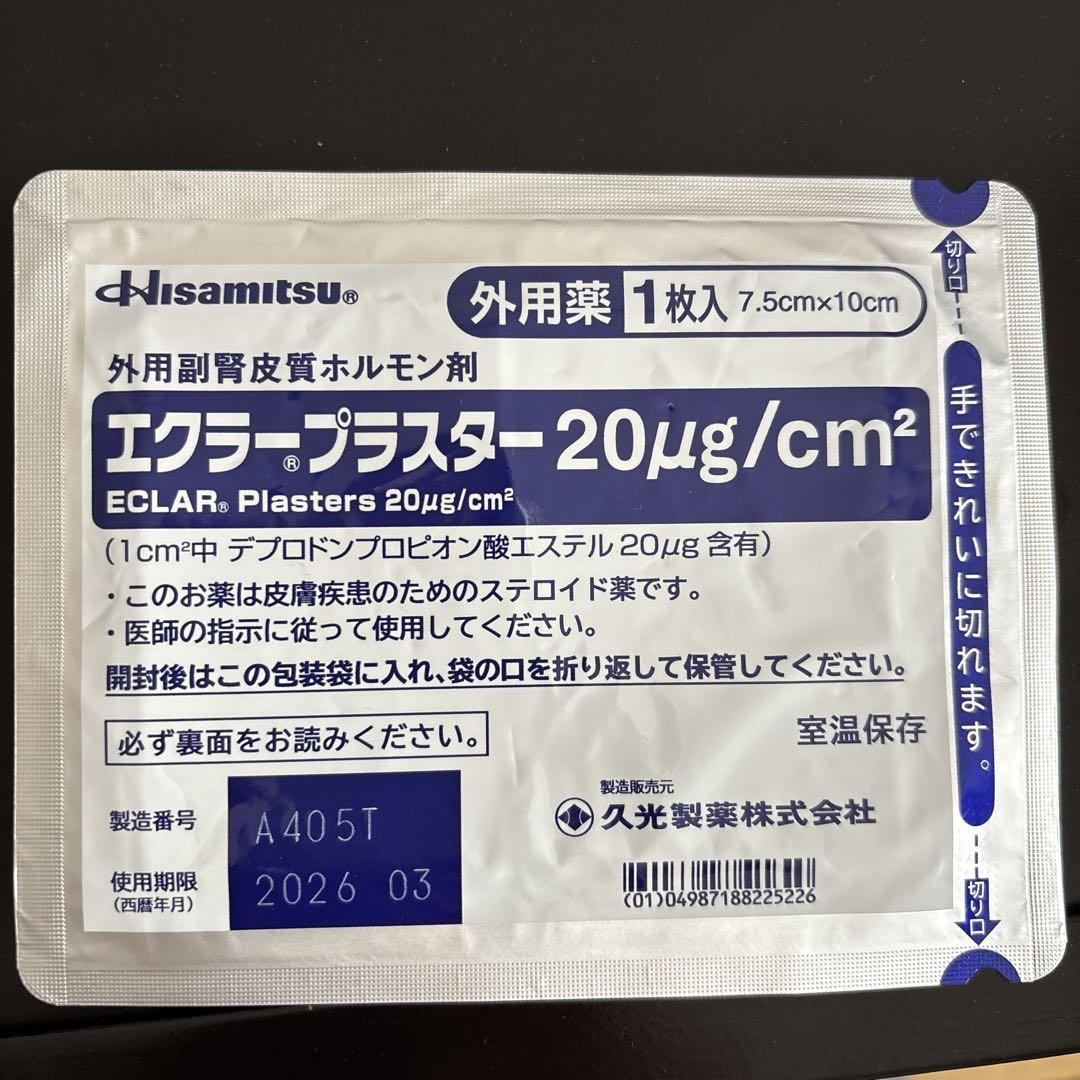 Hisamitsu®
外用薬 1枚入 7.5cm×10cm
外用副腎皮質ホルモン剤
エクラー®プラスター20μg/cm²
ECLAR® Plasters 20μg/cm²
(1cm²中 デプロドンプロピオン酸エステル20μg含有)
・このお薬は皮膚疾患のためのステロイド薬です。
・医師の指示に従って使用してください。
開封後はこの包装袋に入れ、袋の口を折り返して保管してください。
必ず裏面をお読みください。
室温保存
製造番号 A405T
使用期限 2026 03
(西暦年月)
製造販売元
久光製薬株式会社
(01)04987188225226
切り口
手できれいに切れます。
切り口